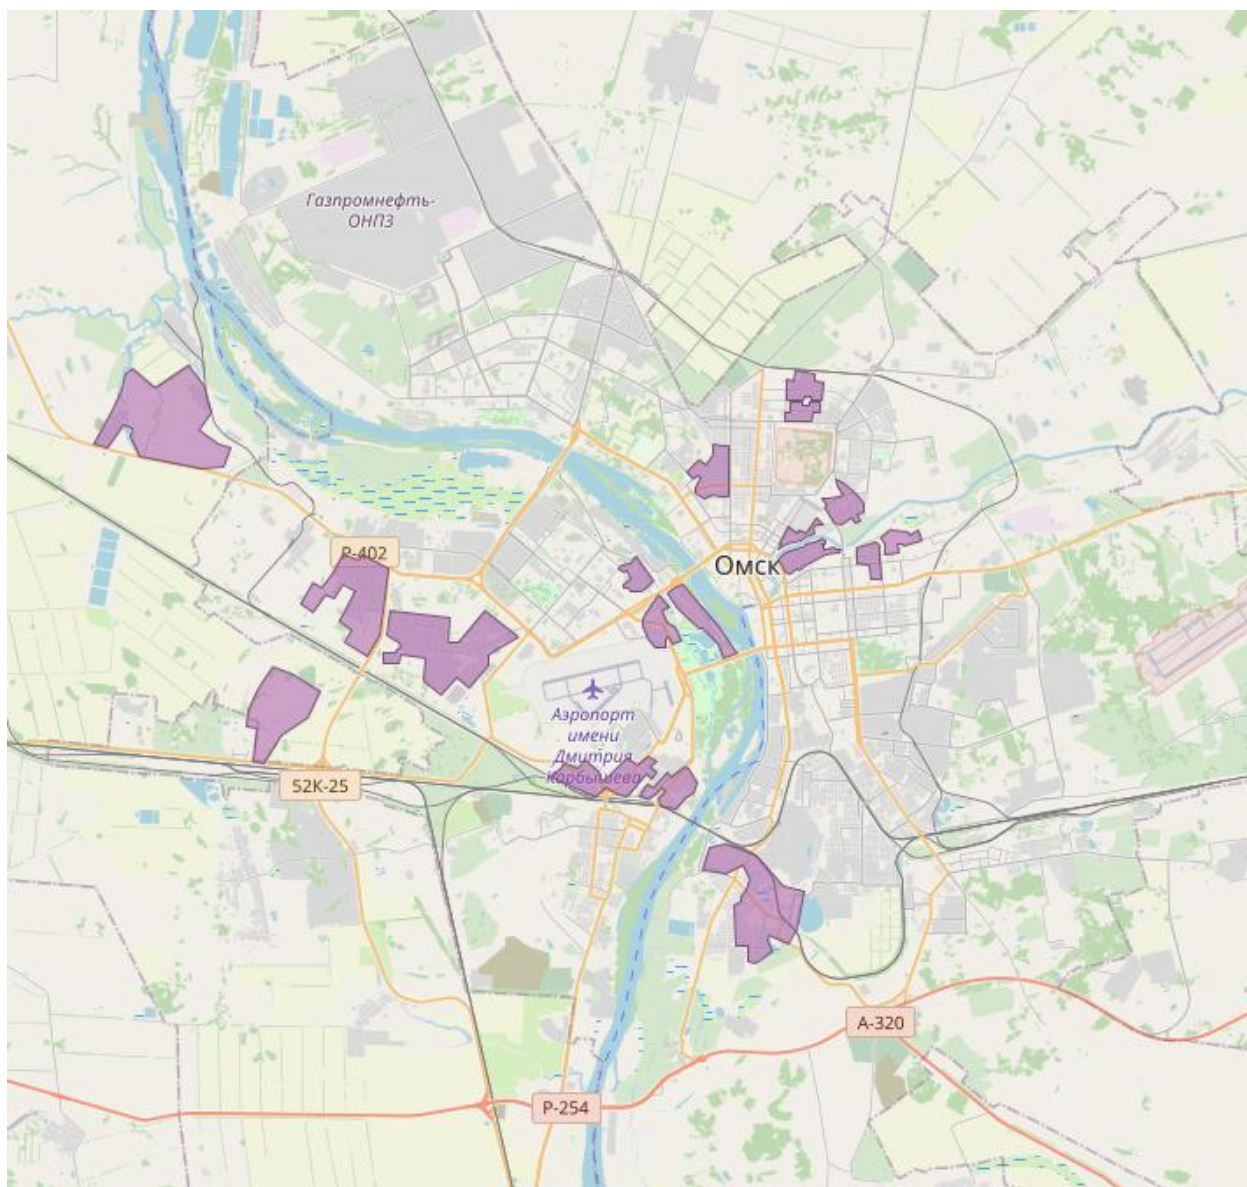 Газпромнефть-
ОНПЗ
Р-402
Омск
Аэропорт
имени
Дмитрия
Карбышева
52К-25
А-320
Р-254